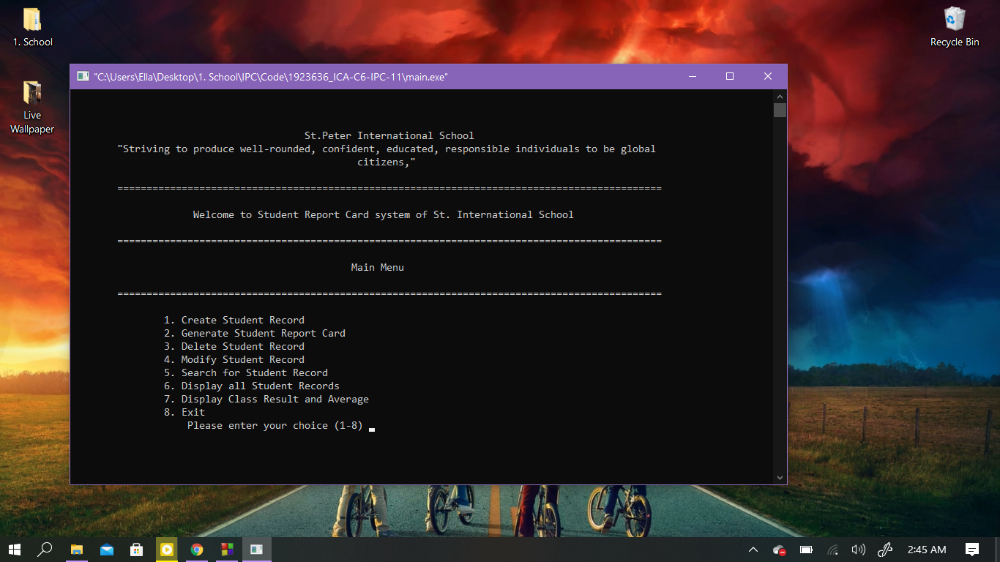 1. School
Recycle Bin
Live
Wallpaper
"C:\Users\Ella\Desktop\1. School\IPC\Code\1923636_ICA-C6-IPC-11\main.exe"
St.Peter International School
"Striving to produce well-rounded, confident, educated, responsible individuals to be global
citizens,"
=============================================================================================
Welcome to Student Report Card system of St. International School
=============================================================================================
Main Menu
=============================================================================================
1. Create Student Record
2. Generate Student Report Card
3. Delete Student Record
4. Modify Student Record
5. Search for Student Record
6. Display all Student Records
7. Display Class Result and Average
8. Exit
Please enter your choice (1-8)
2:45 AM